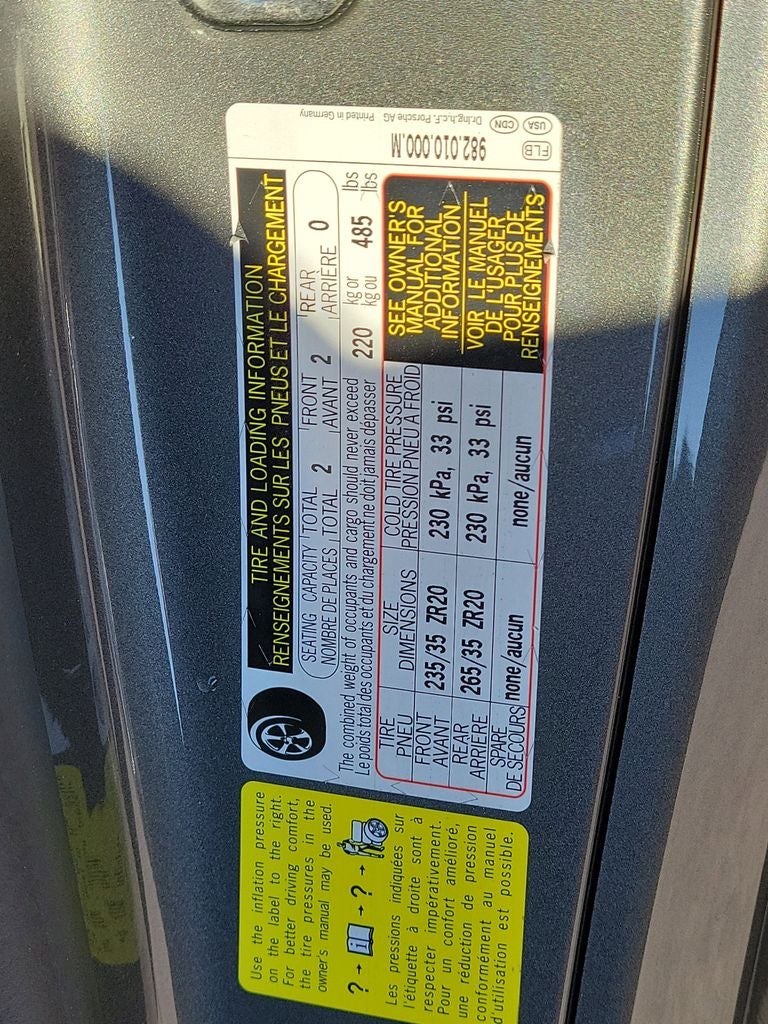 TIRE AND LOADING INFORMATION
RENSEIGNEMENTS SUR LES PNEUS ET LE CHARGEMENT
SEATING CAPACITY TOTAL 2 FRONT 2 REAR 0
NOMBRE DE PLACES TOTAL AVANT ARRIÈRE
The combined weight of occupants and cargo should never exceed 220 kg or 485 lbs
Le poids total des occupants et du chargement ne doit jamais dépasser kg ou lbs
TIRE SIZE COLD TIRE PRESSURE
PNEU DIMENSIONS PRESSION PNEU A FROID
FRONT 235/35 ZR20 230 kPa, 33 psi
AVANT
REAR 265/35 ZR20 230 kPa, 33 psi
ARRIÈRE
SPARE none/aucun none/aucun
DE SECOURS
SEE OWNER'S
MANUAL FOR
ADDITIONAL
INFORMATION
VOIR LE MANUEL
DE L'USAGER
POUR PLUS DE
RENSEIGNEMENTS
FLB 982.010.000.M
USA CDN Dr.Ing.h.c.F. Porsche AG Printed in Germany
Use the inflation pressure
on the label to the right.
For better driving comfort,
the tire pressures in the
owner's manual may be used.
? → i → ? →
Les pressions indiquées sur
l'étiquette à droite sont à
respecter impérativement.
Pour un confort amélioré,
une réduction de pression
conformément au manuel
d'utilisation est possible.